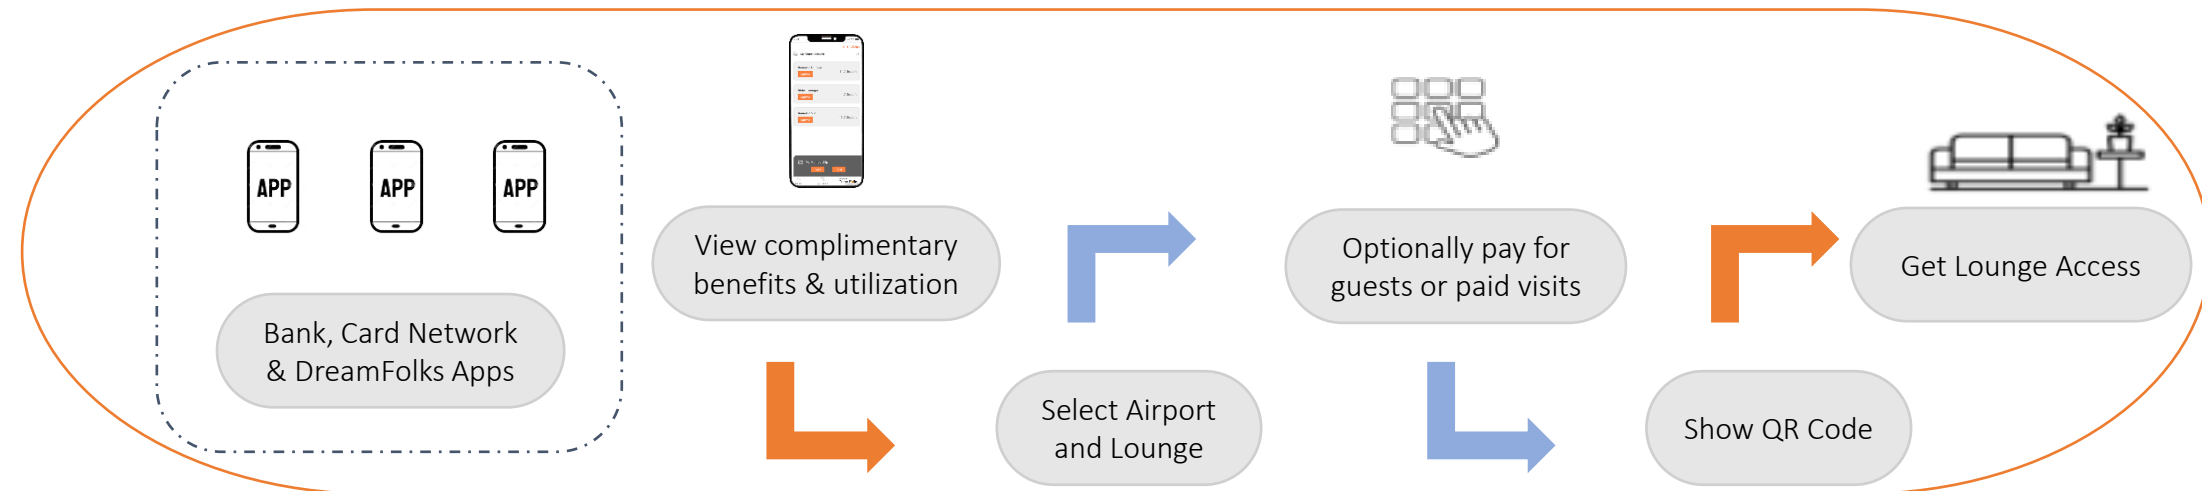 APP
APP
APP
Bank, Card Network
& DreamFolks Apps
View complimentary
benefits & utilization
Select Airport
and Lounge
Optionally pay for
guests or paid visits
Show QR Code
Get Lounge Access